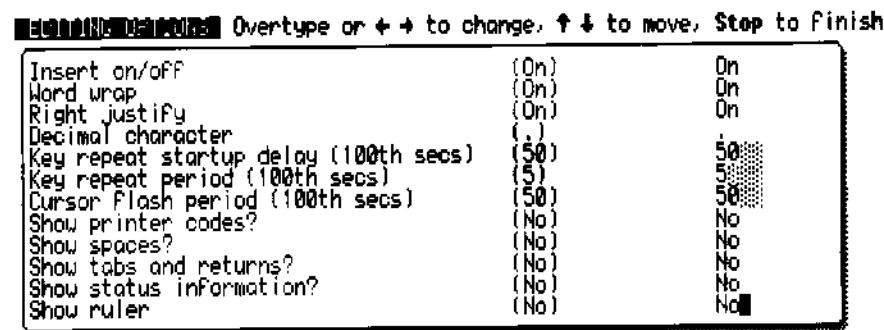 EDITING OPTIONS Overtype or ← → to change, ↑ ↓ to move, Stop to finish
Insert on/off (On) On
Word wrap (On) On
Right justify (On) On
Decimal character (.) .
Key repeat startup delay (100th secs) (50) 50
Key repeat period (100th secs) (5) 5
Cursor flash period (100th secs) (50) 50
Show printer codes? (No) No
Show spaces? (No) No
Show tabs and returns? (No) No
Show status information? (No) No
Show ruler (No) No